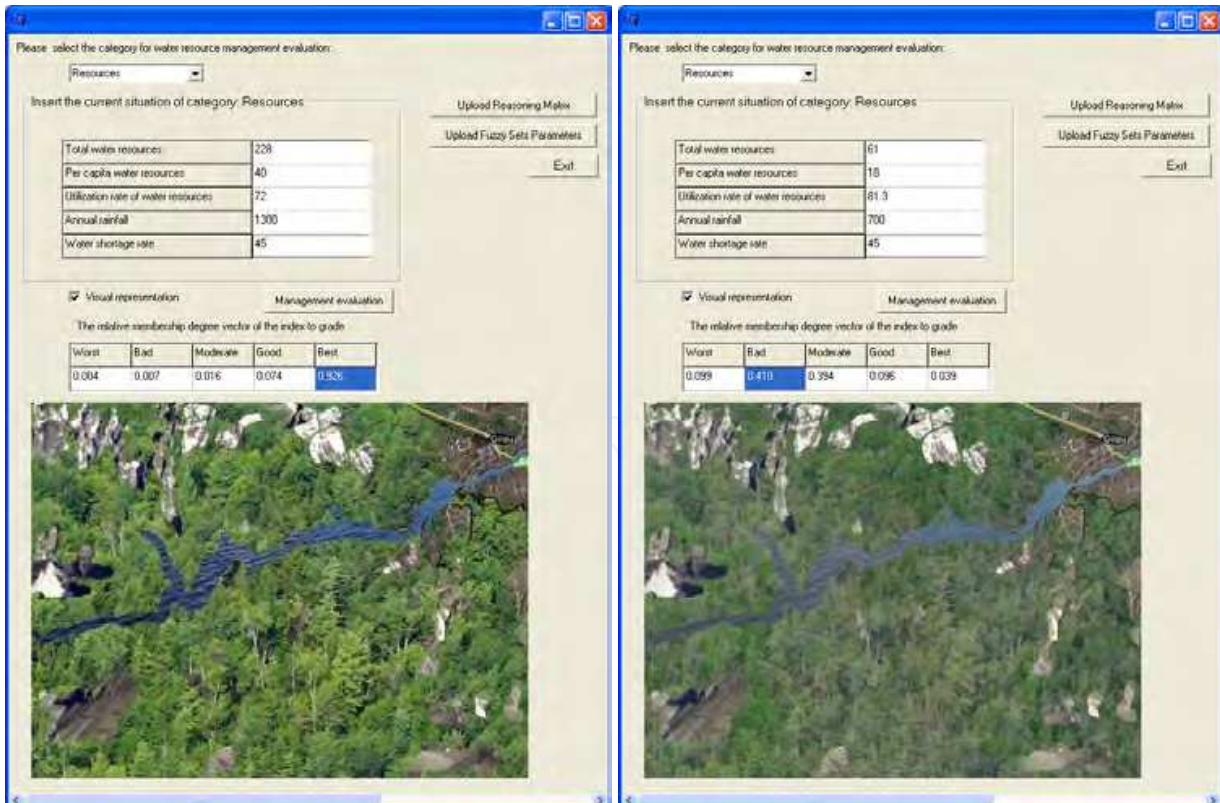 Please select the category for water resource management evaluation:
Resources
Insert the current situation of category: Resources
Upload Reasoning Matrix
Upload Fuzzy Sets Parameters
Exit
Total water resources 228
Per capita water resources 40
Utilization rate of water resources 72
Annual rainfall 1300
Water shortage rate 45
Visual representation
Management evaluation
The relative membership degree vector of the index to grade
Worst Bad Moderate Good Best
0.004 0.007 0.016 0.074 0.926
Please select the category for water resource management evaluation:
Resources
Insert the current situation of category: Resources
Upload Reasoning Matrix
Upload Fuzzy Sets Parameters
Exit
Total water resources 61
Per capita water resources 18
Utilization rate of water resources 81.3
Annual rainfall 700
Water shortage rate 45
Visual representation
Management evaluation
The relative membership degree vector of the index to grade
Worst Bad Moderate Good Best
0.099 0.410 0.394 0.096 0.039